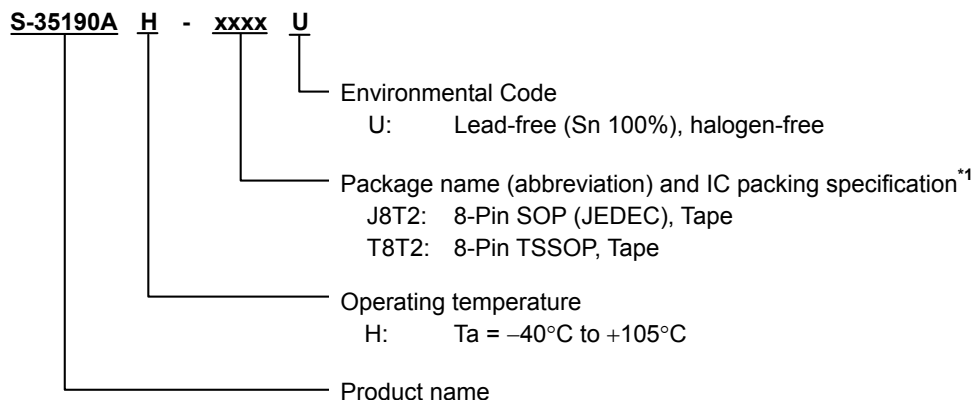 S-35190A H - xxxx U
Environmental Code
U: Lead-free (Sn 100%), halogen-free
Package name (abbreviation) and IC packing specification*1
J8T2: 8-Pin SOP (JEDEC), Tape
T8T2: 8-Pin TSSOP, Tape
Operating temperature
H: Ta = −40°C to +105°C
Product name